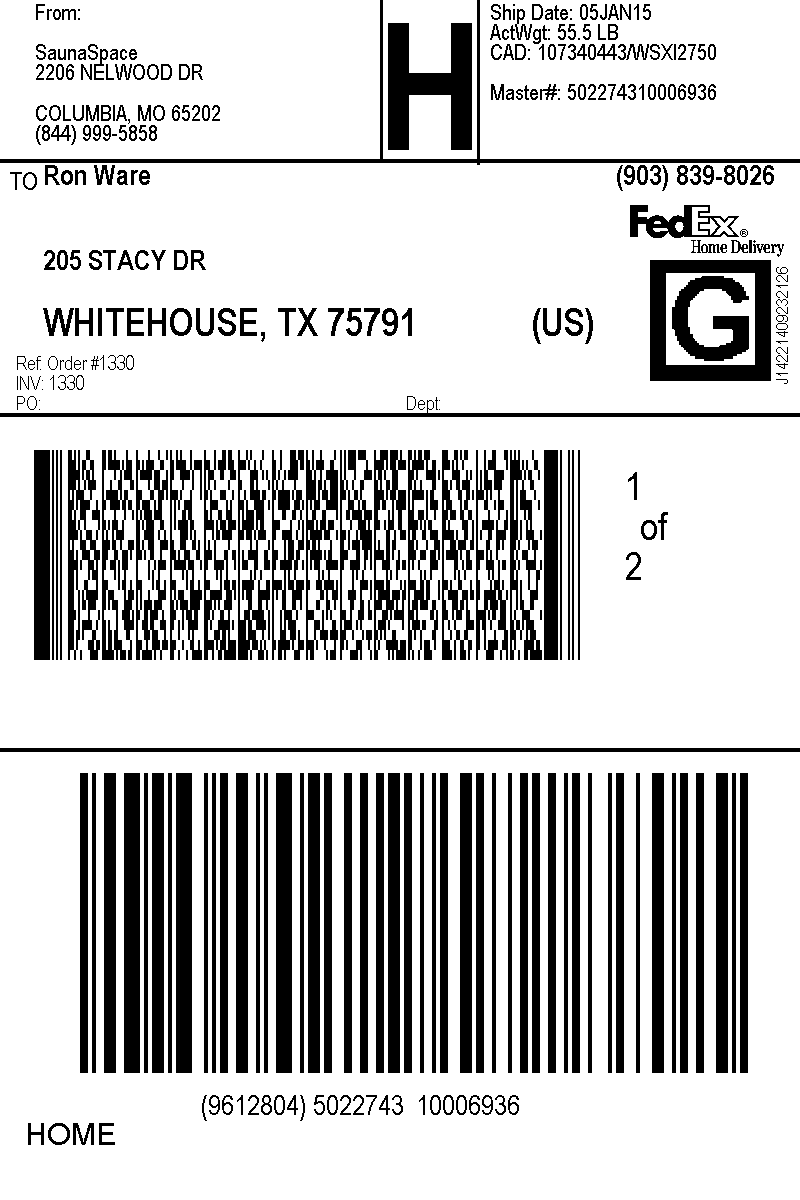 From:
SaunaSpace
2206 NELWOOD DR
COLUMBIA, MO 65202
(844) 999-5858
H
Ship Date: 05JAN15
ActWgt: 55.5 LB
CAD: 107340443/WSXI2750
Master#: 502274310006936
TO Ron Ware
(903) 839-8026
205 STACY DR
WHITEHOUSE, TX 75791 (US)
FedEx®
Home Delivery
G
J14221409232126
Ref: Order #1330
INV: 1330
PO: Dept:
1
of
2
(9612804) 5022743 10006936
HOME